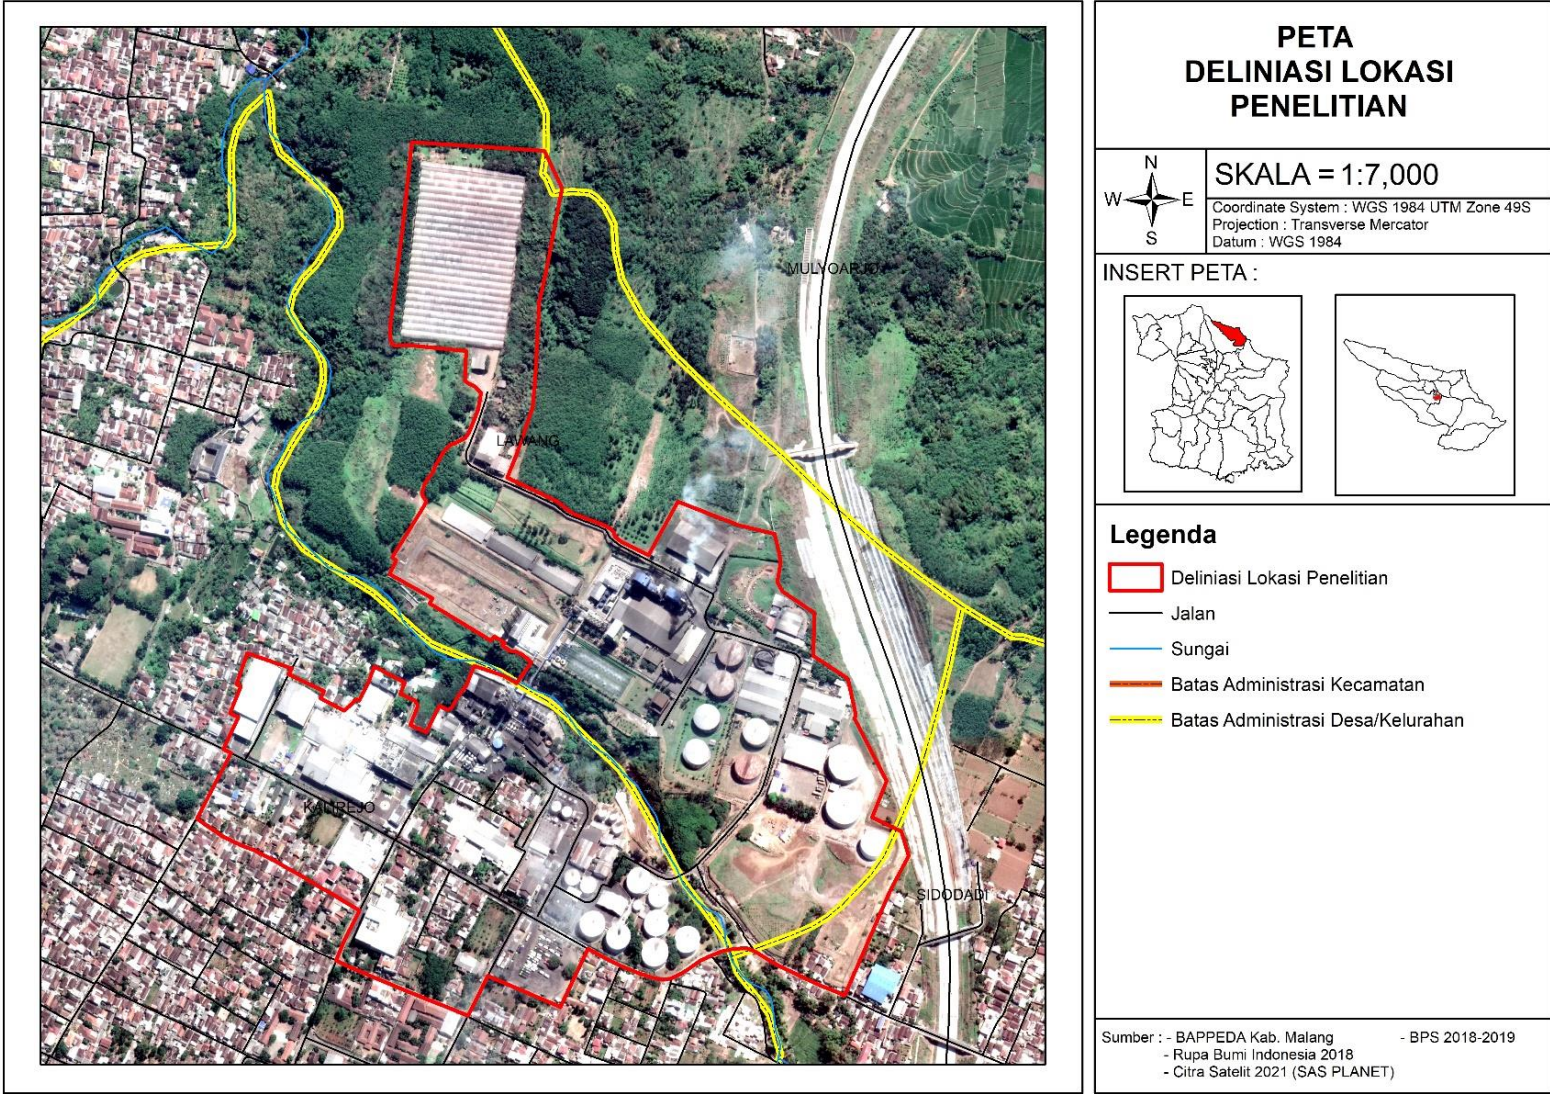 PETA
DELINIASI LOKASI
PENELITIAN
N
W
E
S
SKALA = 1:7,000
Coordinate System : WGS 1984 UTM Zone 49S
Projection : Transverse Mercator
Datum : WGS 1984
INSERT PETA :
MULYOARJO
LAWANG
KALIREJO
SIDODADI
Legenda
Deliniasi Lokasi Penelitian
Jalan
Sungai
Batas Administrasi Kecamatan
Batas Administrasi Desa/Kelurahan
Sumber : - BAPPEDA Kab. Malang - BPS 2018-2019
- Rupa Bumi Indonesia 2018
- Citra Satelit 2021 (SAS PLANET)